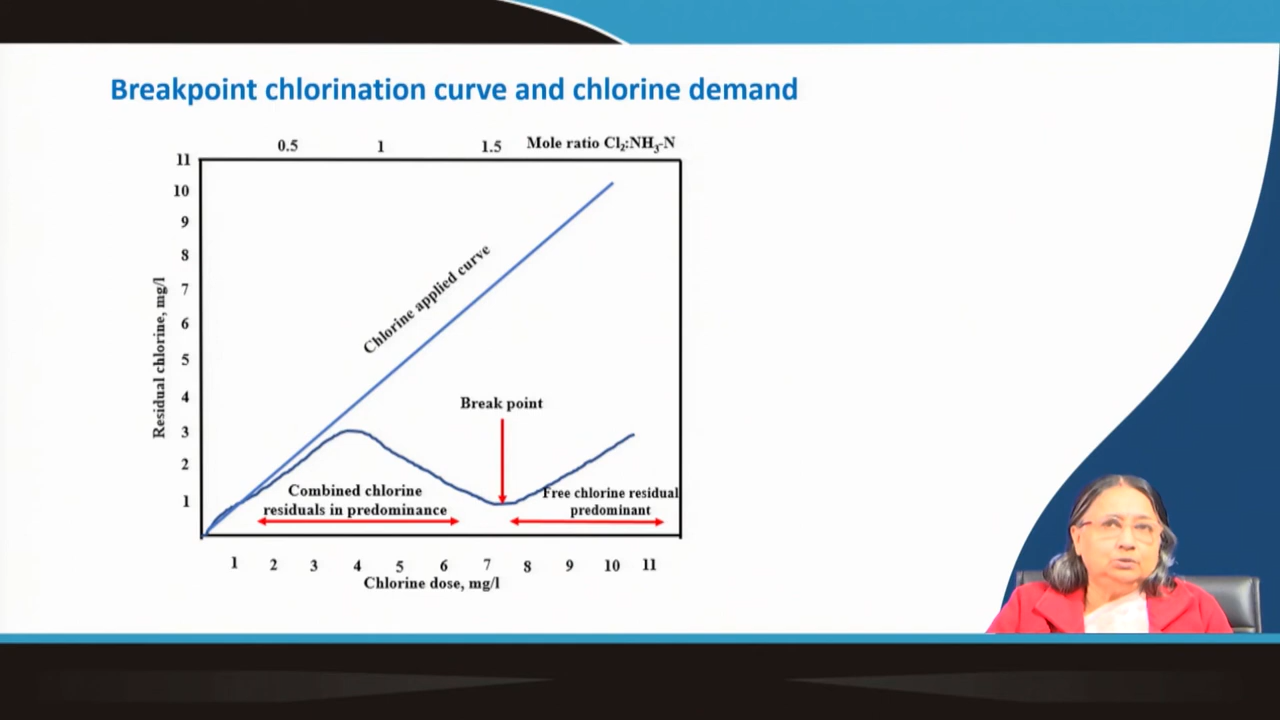 Breakpoint chlorination curve and chlorine demand
0.5 1 1.5 Mole ratio Cl₂:NH₃-N
11
10
9
8
7
6
5
4
3
2
1
Residual chlorine, mg/l
Chlorine applied curve
Break point
Combined chlorine
residuals in predominance
Free chlorine residual
predominant
1 2 3 4 5 6 7 8 9 10 11
Chlorine dose, mg/l